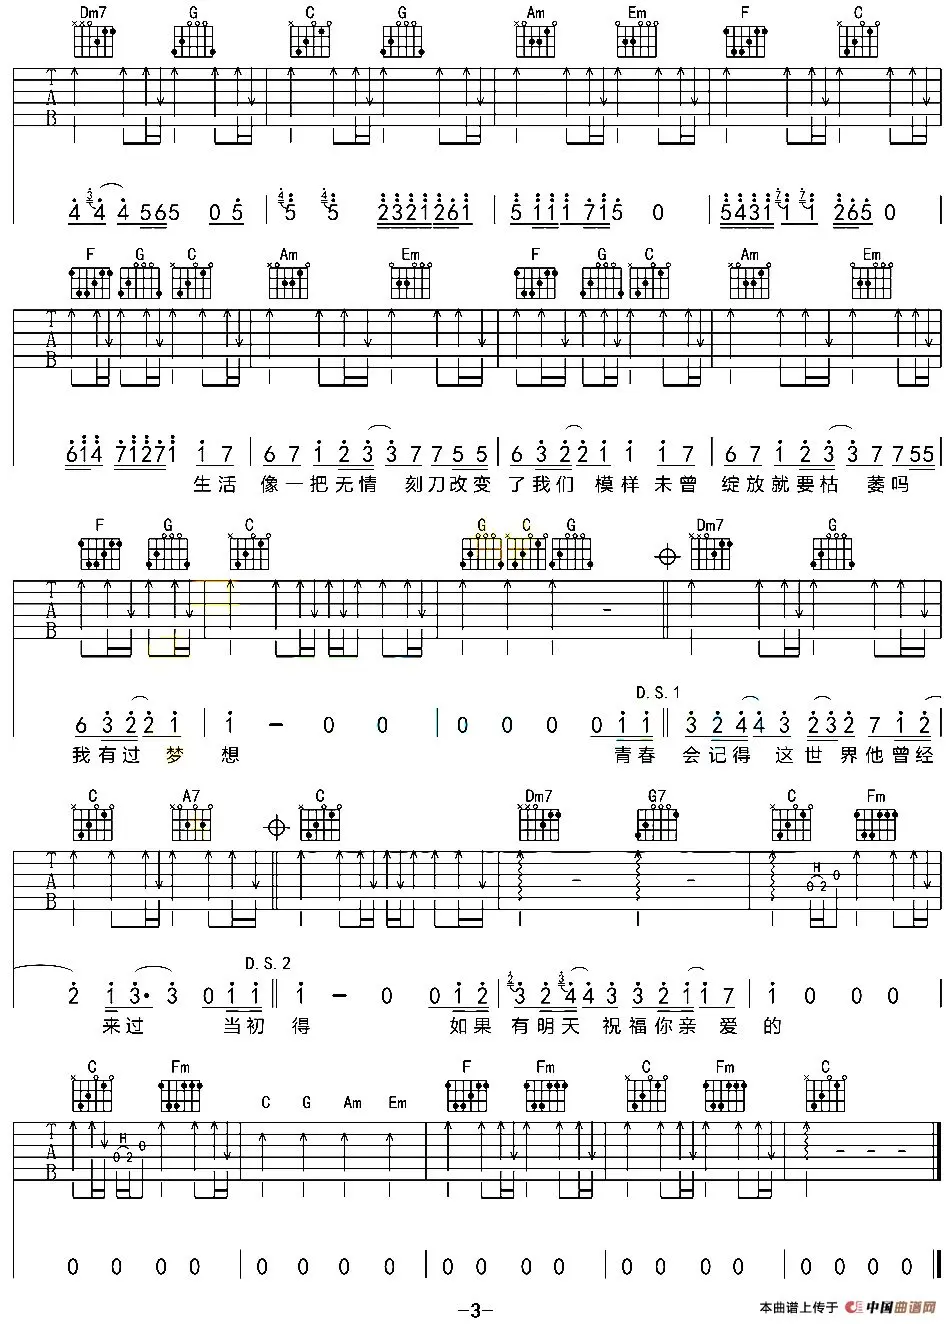 Dm7 G C G Am Em F C
T A B
4 3 4 4 565 0 5 4 5 4 5 2321261 5 111 715 0 5431 7 1 7 1 265 0
F G C Am Em F G C Am Em
T A B
614 71271 1 7 6 7 1 2 3 3 7 7 5 5 6 3 2 2 1 1 1 7 6 7 1 2 3 3 7 7 55
生活 像一把无情 刻刀改变 了我们 模样未曾 绽放就要枯 萎吗
F G C G C G Dm7 G
T A B
D.S.1
6 3 2 2 1 1 - 0 0 0 0 0 0 1 1 3 2 4 4 3 2 3 2 7 1 2
我有过 梦 想 青春 会记得 这世界他曾经
C A7 C Dm7 G7 C Fm
T A B
H
0 2 0
D.S.2
2 1 3· 3 0 1 1 1 - 0 0 1 2 2 3 2 3 4 4 3 3 3 2 1 1 7 1 0 0 0
来过 当初 得 如果 有明天 祝福你亲 爱的
C Fm C G Am Em F Fm C Fm C
T A B
H
0 2 0
0 0 0 0 0 0 0 0 0 0 0 0 0 0 0 0 0 0 0 0
-3-
本曲谱上传于 中国曲谱网